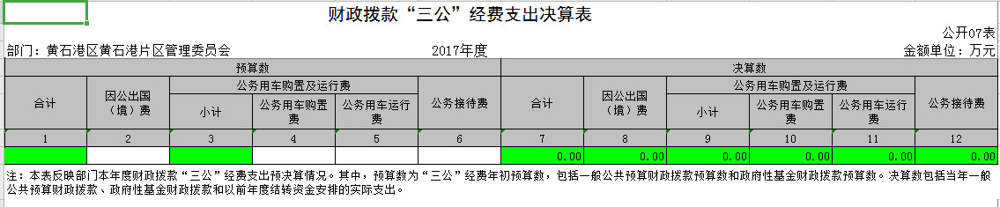 财政拨款“三公”经费支出决算表
公开07表
部门：黄石港区黄石港片区管理委员会 2017年度 金额单位：万元
预算数 决算数
合计 因公出国（境）费 公务用车购置及运行费 公务接待费 合计 因公出国（境）费 公务用车购置及运行费 公务接待费
小计 公务用车购置费 公务用车运行费 小计 公务用车购置费 公务用车运行费
1 2 3 4 5 6 7 8 9 10 11 12
0.00 0.00 0.00 0.00 0.00 0.00
注：本表反映部门本年度财政拨款“三公”经费支出预决算情况。其中，预算数为“三公”经费年初预算数，包括一般公共预算财政拨款预算数和政府性基金财政拨款预算数。决算数包括当年一般
公共预算财政拨款、政府性基金财政拨款和以前年度结转资金安排的实际支出。